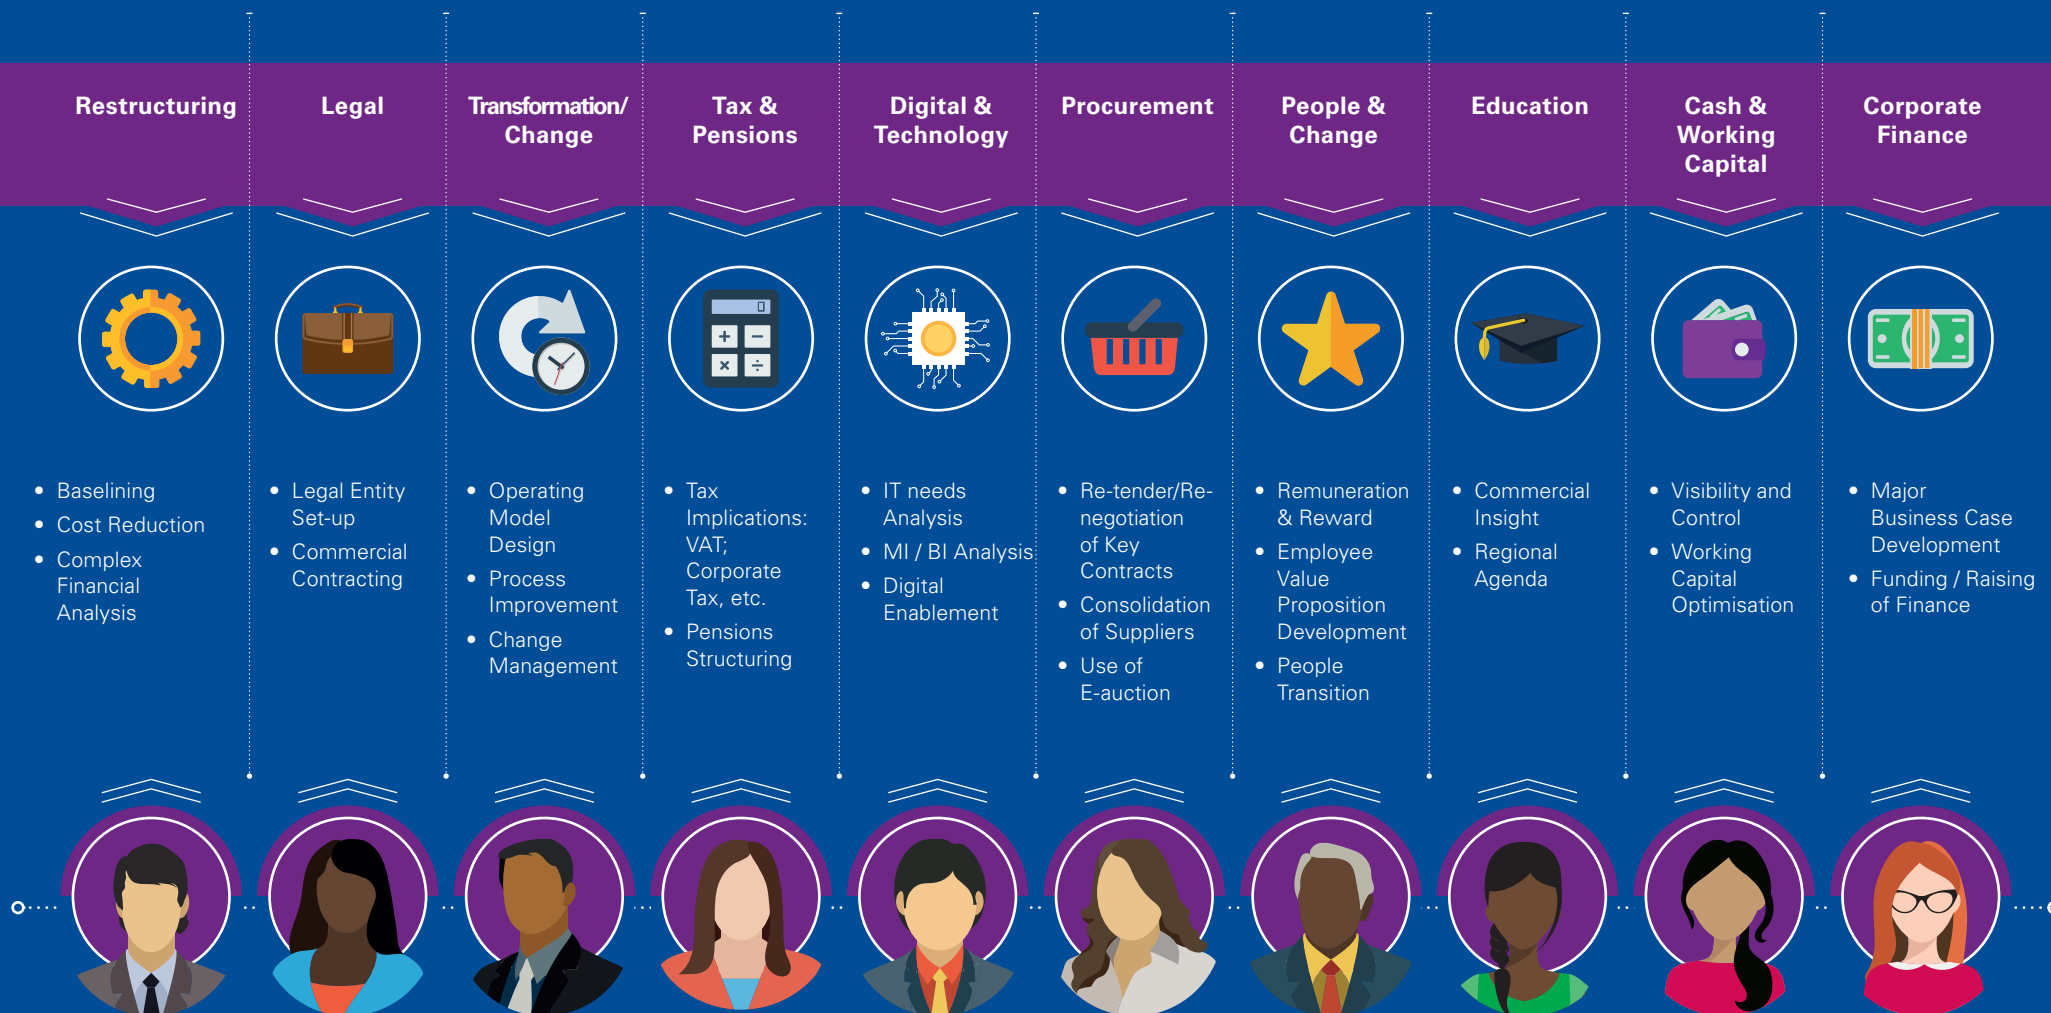 Restructuring
Legal
Transformation/
Change
Tax &
Pensions
Digital &
Technology
Procurement
People &
Change
Education
Cash &
Working
Capital
Corporate
Finance
0
+ −
× ÷
• Baselining
• Cost Reduction
• Complex
Financial
Analysis
• Legal Entity
Set-up
• Commercial
Contracting
• Operating
Model
Design
• Process
Improvement
• Change
Management
• Tax
Implications:
VAT;
Corporate
Tax, etc.
• Pensions
Structuring
• IT needs
Analysis
• MI / BI Analysis
• Digital
Enablement
• Re-tender/Re-
negotiation
of Key
Contracts
• Consolidation
of Suppliers
• Use of
E-auction
• Remuneration
& Reward
• Employee
Value
Proposition
Development
• People
Transition
• Commercial
Insight
• Regional
Agenda
• Visibility and
Control
• Working
Capital
Optimisation
• Major
Business Case
Development
• Funding / Raising
of Finance